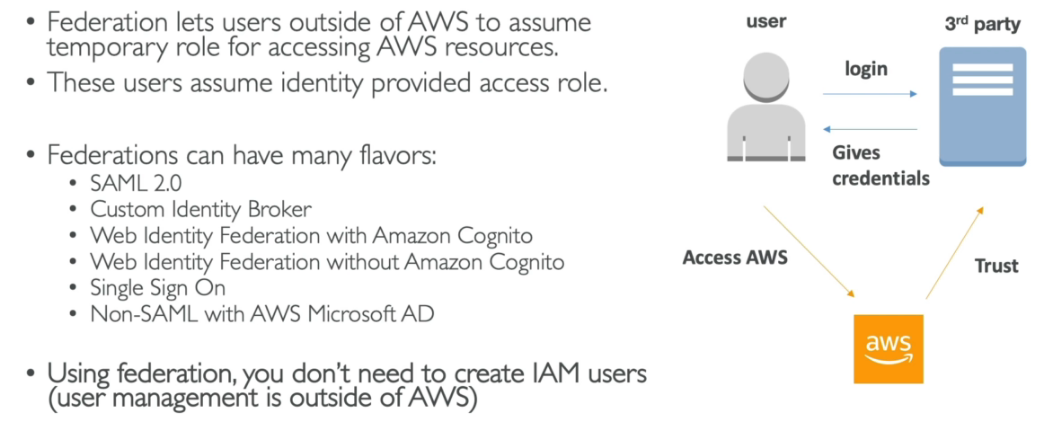 • Federation lets users outside of AWS to assume
temporary role for accessing AWS resources.
• These users assume identity provided access role.
• Federations can have many flavors:
• SAML 2.0
• Custom Identity Broker
• Web Identity Federation with Amazon Cognito
• Web Identity Federation without Amazon Cognito
• Single Sign On
• Non-SAML with AWS Microsoft AD
• Using federation, you don't need to create IAM users
(user management is outside of AWS)
user
3rd party
login
Gives
credentials
Access AWS
Trust
aws